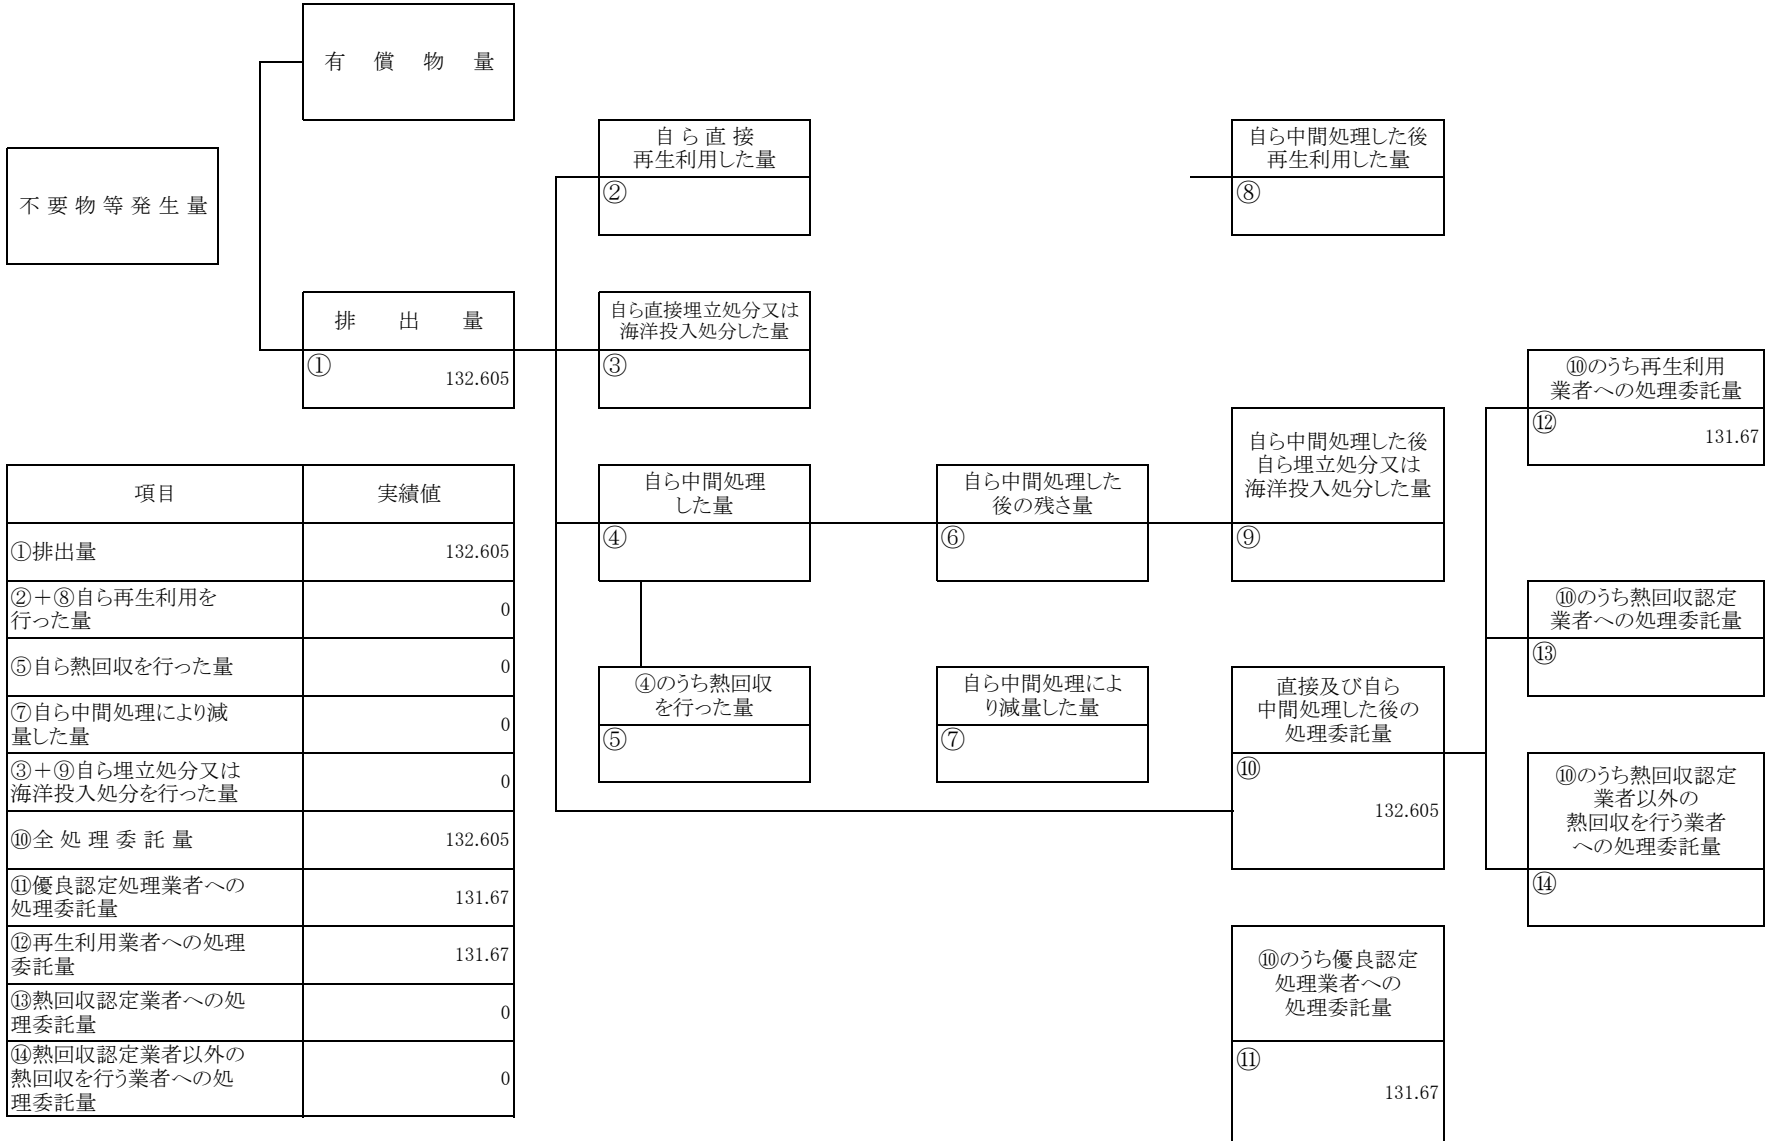 有 償 物 量
不 要 物 等 発 生 量
排 出 量
①
132.605
自 ら 直 接
再生利用した量
②
自ら中間処理した後
再生利用した量
⑧
自ら直接埋立処分又は
海洋投入処分した量
③
⑩のうち再生利用
業者への処理委託量
⑫
131.67
自ら中間処理
した量
④
自ら中間処理した
後の残さ量
⑥
自ら中間処理した後
自ら埋立処分又は
海洋投入処分した量
⑨
⑩のうち熱回収認定
業者への処理委託量
⑬
④のうち熱回収
を行った量
⑤
自ら中間処理によ
り減量した量
⑦
直接及び自ら
中間処理した後の
処理委託量
⑩
132.605
⑩のうち熱回収認定
業者以外の
熱回収を行う業者
への処理委託量
⑭
⑩のうち優良認定
処理業者への
処理委託量
⑪
131.67
項目 実績値
①排出量 132.605
②＋⑧自ら再生利用を
行った量 0
⑤自ら熱回収を行った量 0
⑦自ら中間処理により減
量した量 0
③＋⑨自ら埋立処分又は
海洋投入処分を行った量 0
⑩全 処 理 委 託 量 132.605
⑪優良認定処理業者への
処理委託量 131.67
⑫再生利用業者への処理
委託量 131.67
⑬熱回収認定業者への処
理委託量 0
⑭熱回収認定業者以外の
熱回収を行う業者への処
理委託量 0